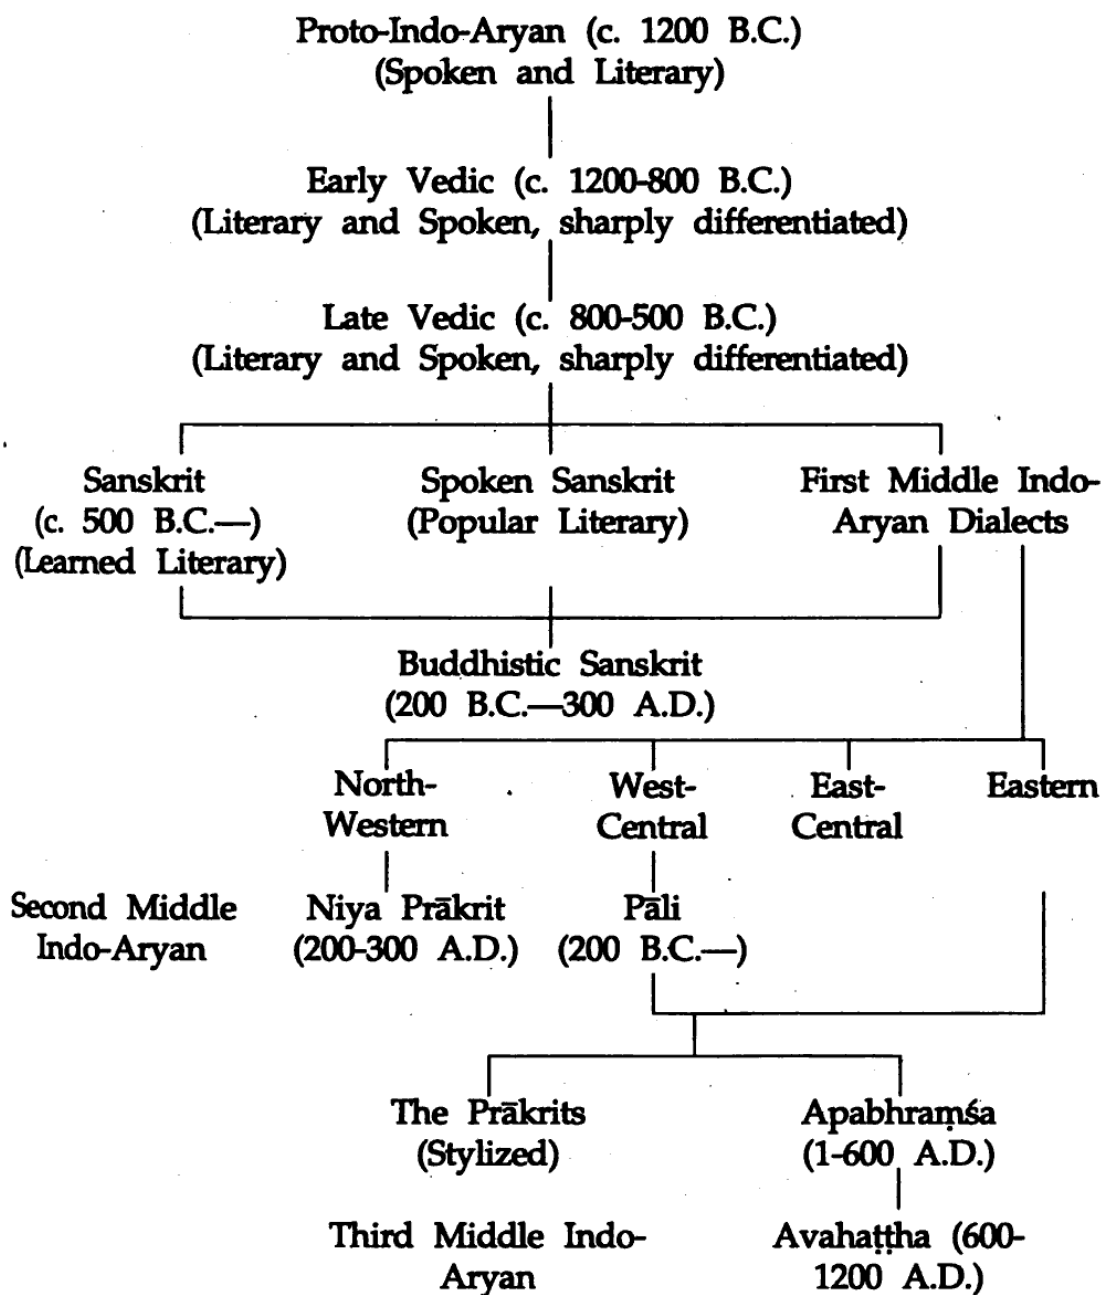 Proto-Indo-Aryan (c. 1200 B.C.)
(Spoken and Literary)
Early Vedic (c. 1200-800 B.C.)
(Literary and Spoken, sharply differentiated)
Late Vedic (c. 800-500 B.C.)
(Literary and Spoken, sharply differentiated)
Sanskrit
(c. 500 B.C.—)
(Learned Literary)
Spoken Sanskrit
(Popular Literary)
First Middle Indo-
Aryan Dialects
Buddhistic Sanskrit
(200 B.C.—300 A.D.)
North-
Western
West-
Central
East-
Central
Eastern
Second Middle
Indo-Aryan
Niya Prākrit
(200-300 A.D.)
Pāli
(200 B.C.—)
The Prākrits
(Stylized)
Apabhraṃśa
(1-600 A.D.)
Third Middle Indo-
Aryan
Avahaṭṭha (600-
1200 A.D.)